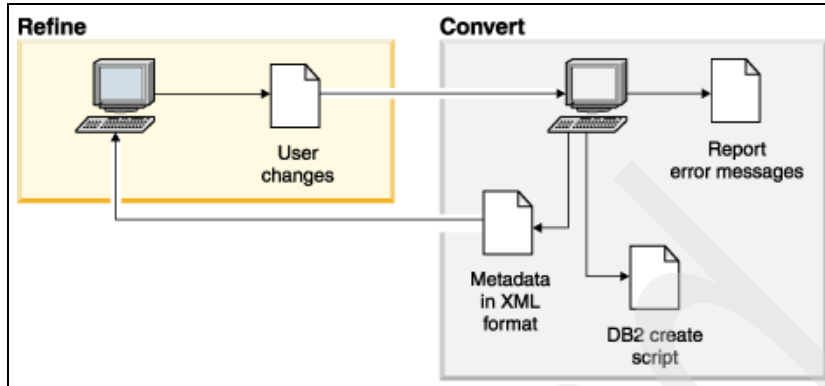 Refine
Convert
User
changes
Report
error messages
Metadata
in XML
format
DB2 create
script